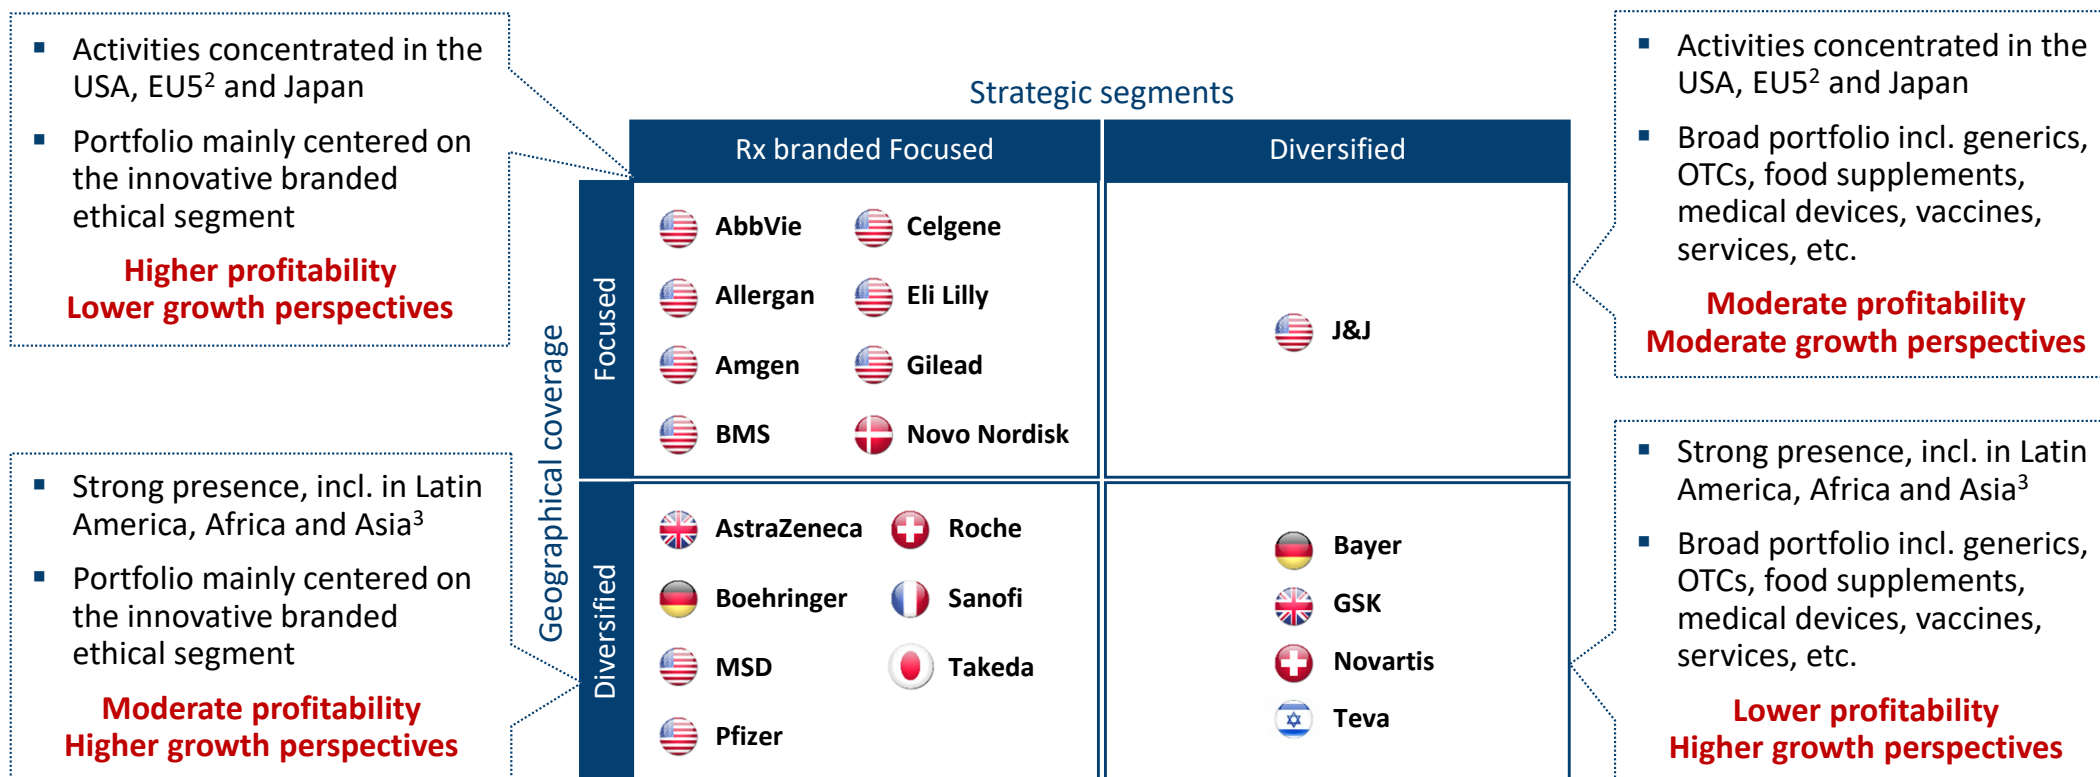 Activities concentrated in the
USA, EU5² and Japan
Portfolio mainly centered on
the innovative branded
ethical segment
Higher profitability
Lower growth perspectives
Strong presence, incl. in Latin
America, Africa and Asia³
Portfolio mainly centered on
the innovative branded
ethical segment
Moderate profitability
Higher growth perspectives
Strategic segments
Rx branded Focused
Diversified
Geographical coverage
Focused
AbbVie
Celgene
Allergan
Eli Lilly
Amgen
Gilead
BMS
Novo Nordisk
J&J
Diversified
AstraZeneca
Roche
Boehringer
Sanofi
MSD
Takeda
Pfizer
Bayer
GSK
Novartis
Teva
Activities concentrated in the
USA, EU5² and Japan
Broad portfolio incl. generics,
OTCs, food supplements,
medical devices, vaccines,
services, etc.
Moderate profitability
Moderate growth perspectives
Strong presence, incl. in Latin
America, Africa and Asia³
Broad portfolio incl. generics,
OTCs, food supplements,
medical devices, vaccines,
services, etc.
Lower profitability
Higher growth perspectives